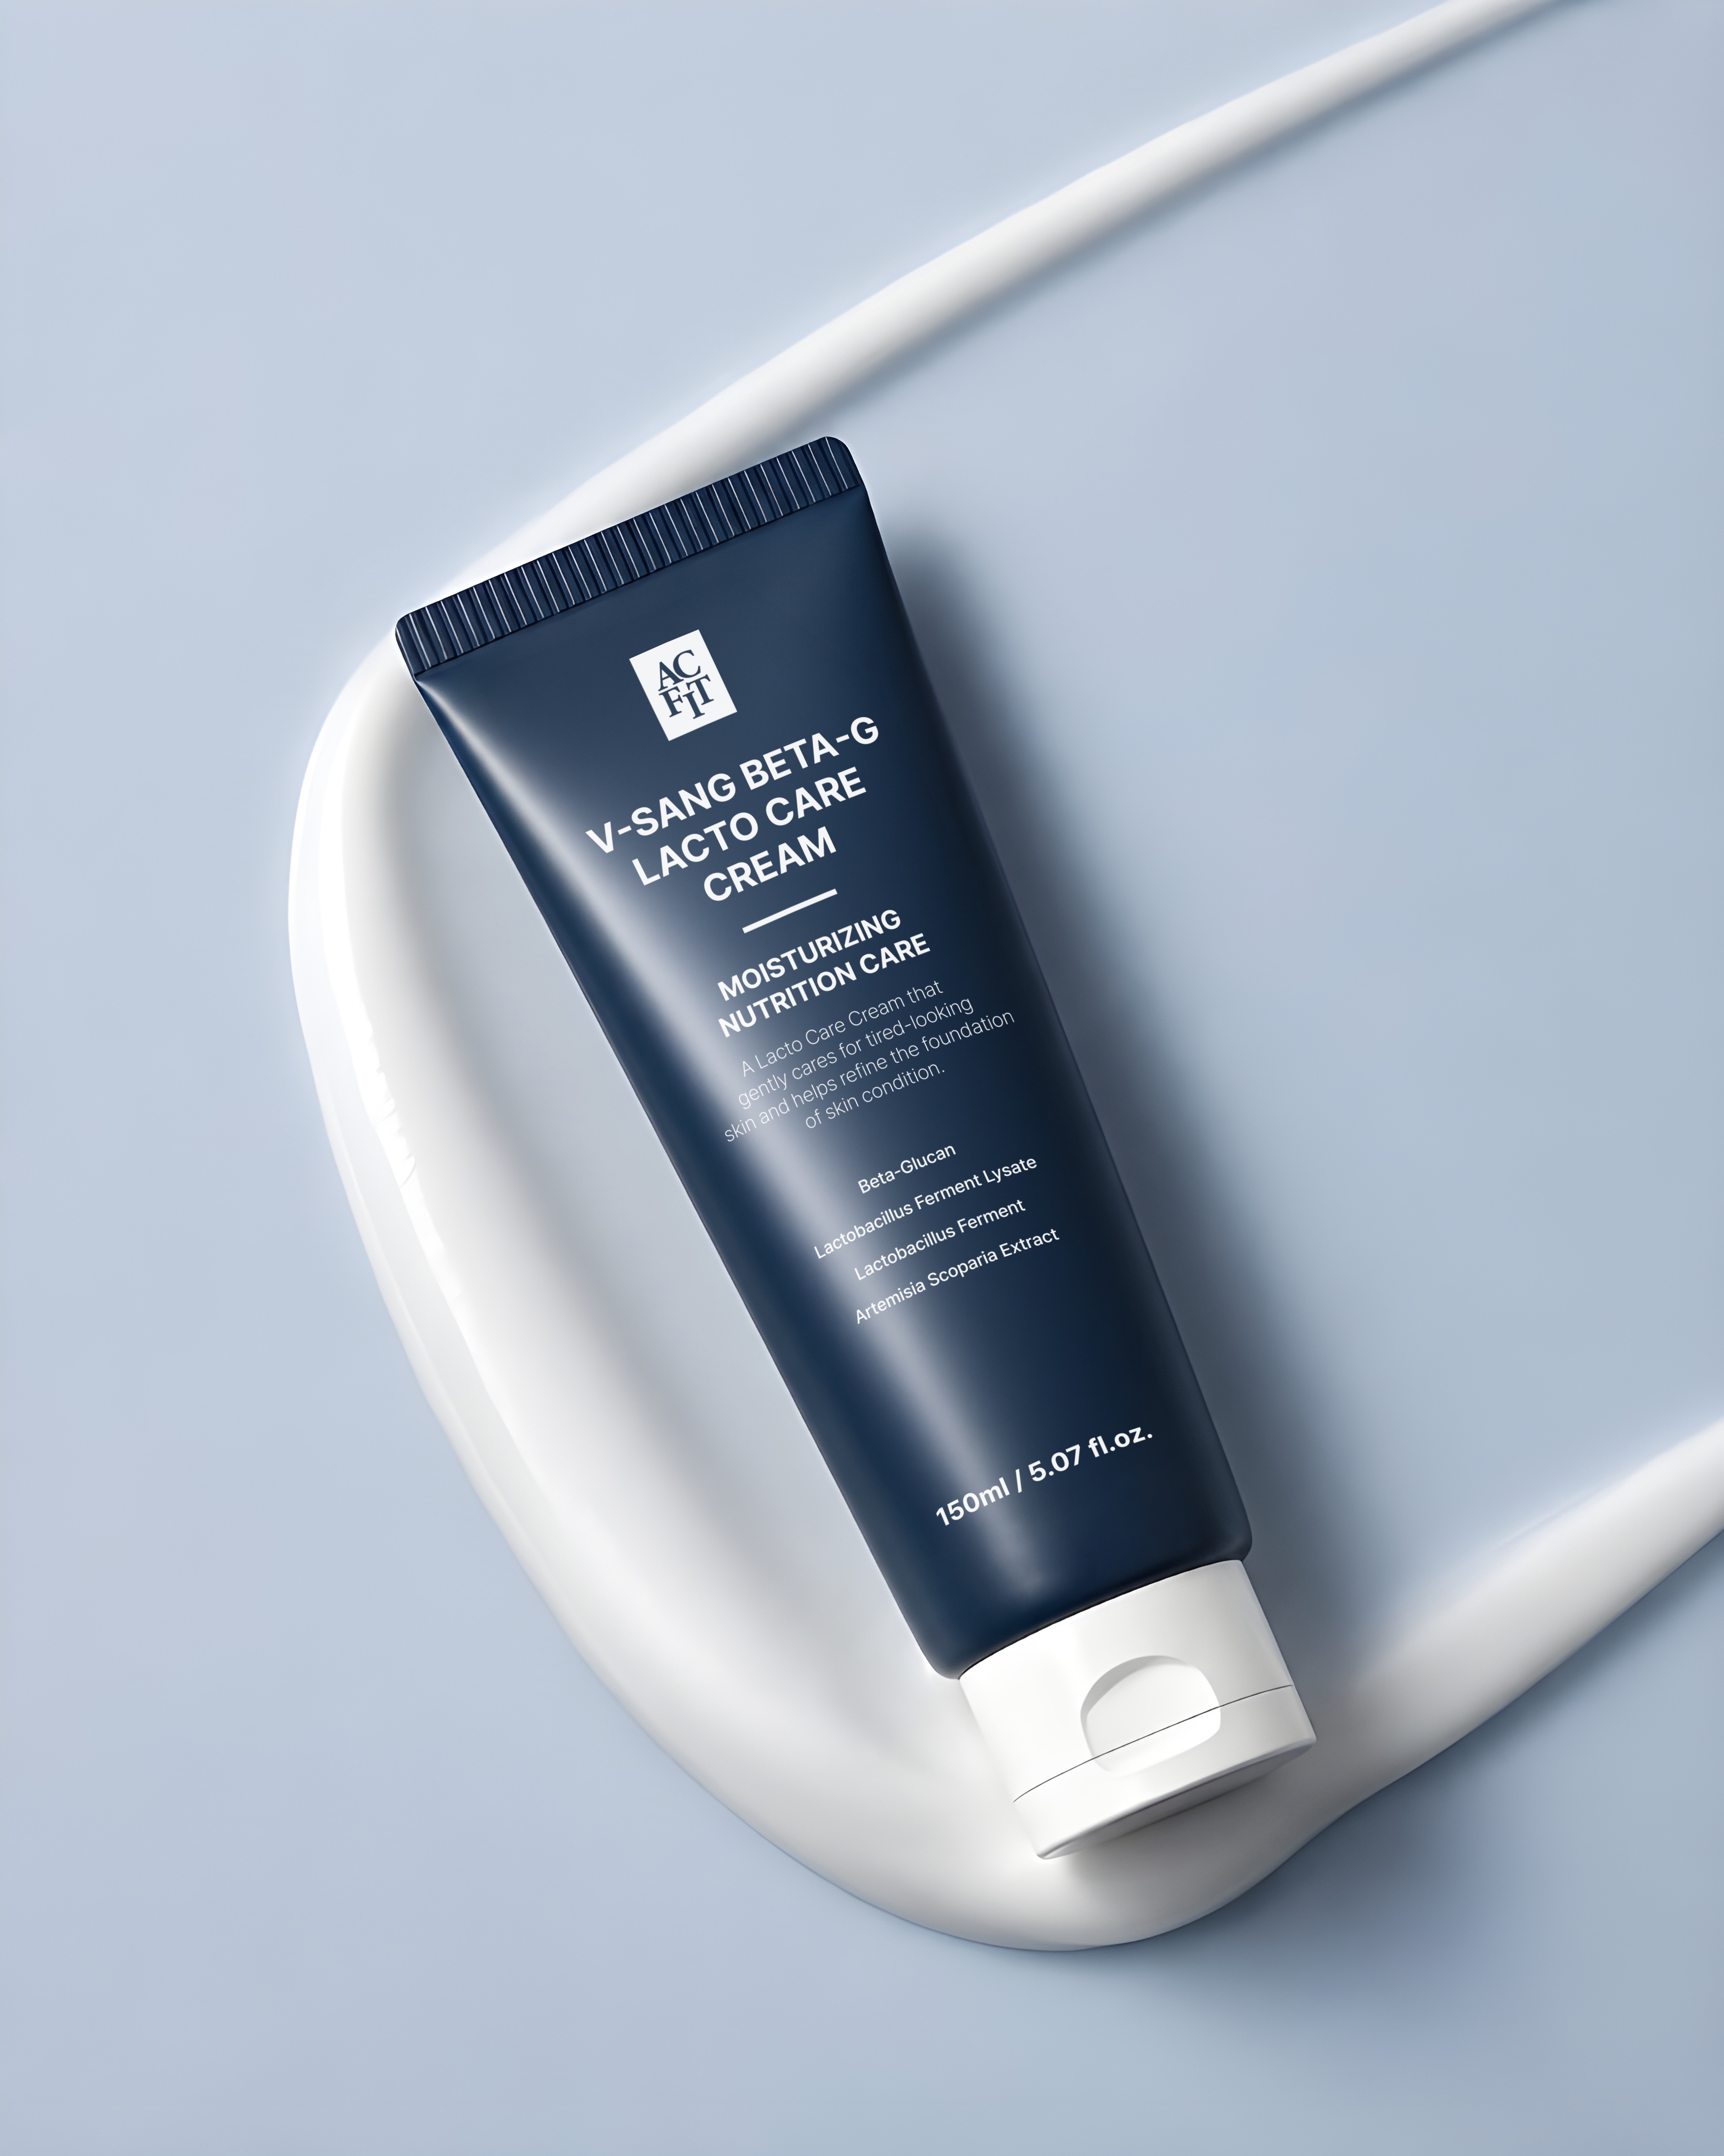 AC
FIT
V-SANG BETA-G
LACTO CARE
CREAM
MOISTURIZING
NUTRITION CARE
A Lacto Care Cream that
gently cares for tired-looking
skin and helps refine the foundation
of skin condition.
Beta-Glucan
Lactobacillus Ferment Lysate
Lactobacillus Ferment
Artemisia Scoparia Extract
150ml / 5.07 fl.oz.